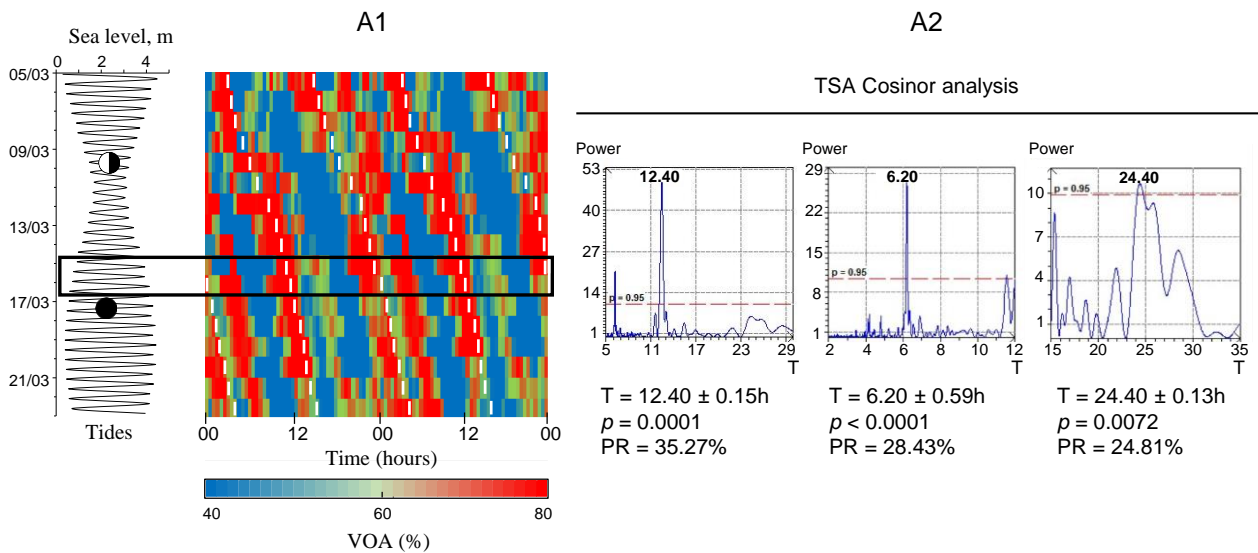 A1
A2
Sea level, m
0 2 4
05/03
09/03
13/03
17/03
21/03
Tides
00 12 00 12 00
Time (hours)
40 60 80
VOA (%)
TSA Cosinor analysis
Power
53
40
27
14
1
12.40
p = 0.95
5 11 17 23 29
T
T = 12.40 ± 0.15h
p = 0.0001
PR = 35.27%
Power
29
22
15
8
1
6.20
p = 0.95
2 4 6 8 10 12
T
T = 6.20 ± 0.59h
p < 0.0001
PR = 28.43%
Power
10
7
4
1
24.40
p = 0.95
15 20 25 30 35
T
T = 24.40 ± 0.13h
p = 0.0072
PR = 24.81%